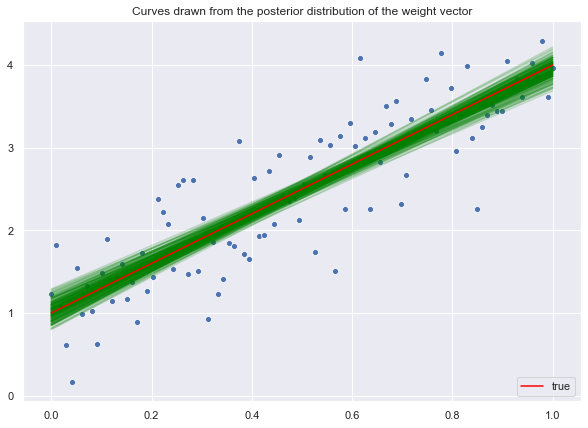 Curves drawn from the posterior distribution of the weight vector
4
3
2
1
0
true
0.0 0.2 0.4 0.6 0.8 1.0